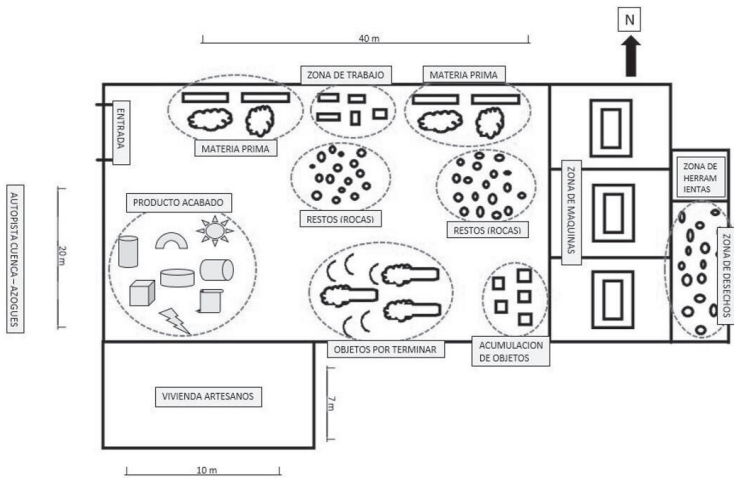 N
40 m
ZONA DE TRABAJO
MATERIA PRIMA
ENTRADA
MATERIA PRIMA
ZONA DE MAQUINAS
ZONA DE
HERRAM
IENTAS
AUTOPISTA CUENCA – AZOGUES
20 m
PRODUCTO ACABADO
RESTOS (ROCAS)
RESTOS (ROCAS)
ZONA DE DESECHOS
OBJETOS POR TERMINAR
ACUMULACION
DE OBJETOS
VIVIENDA ARTESANOS
7 m
10 m